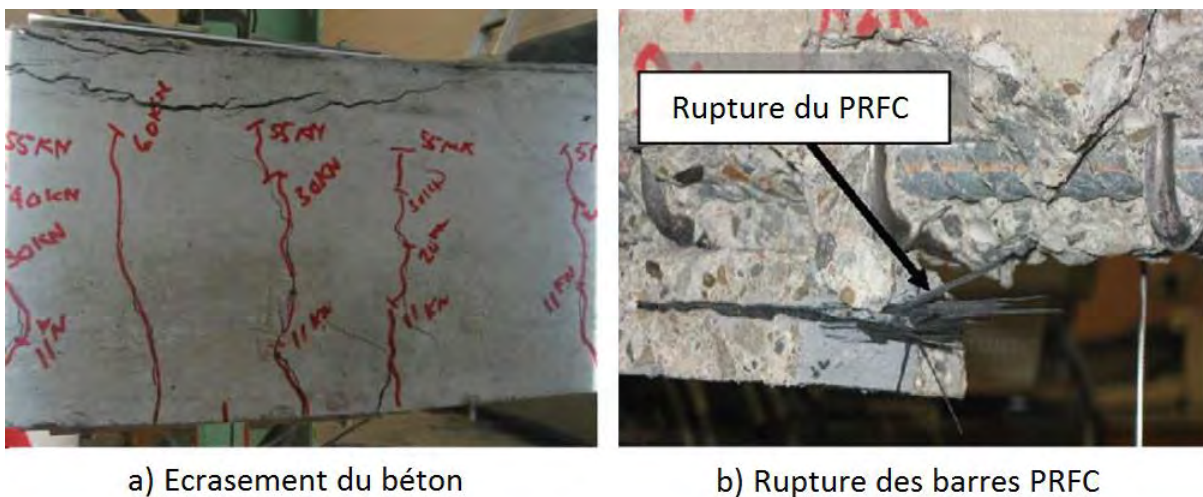 55KN
40KN
30KN
11KN
60KN
55KN
30KN
11KN
55KN
20KN
11KN
11KN
Rupture du PRFC
a) Ecrasement du béton
b) Rupture des barres PRFC